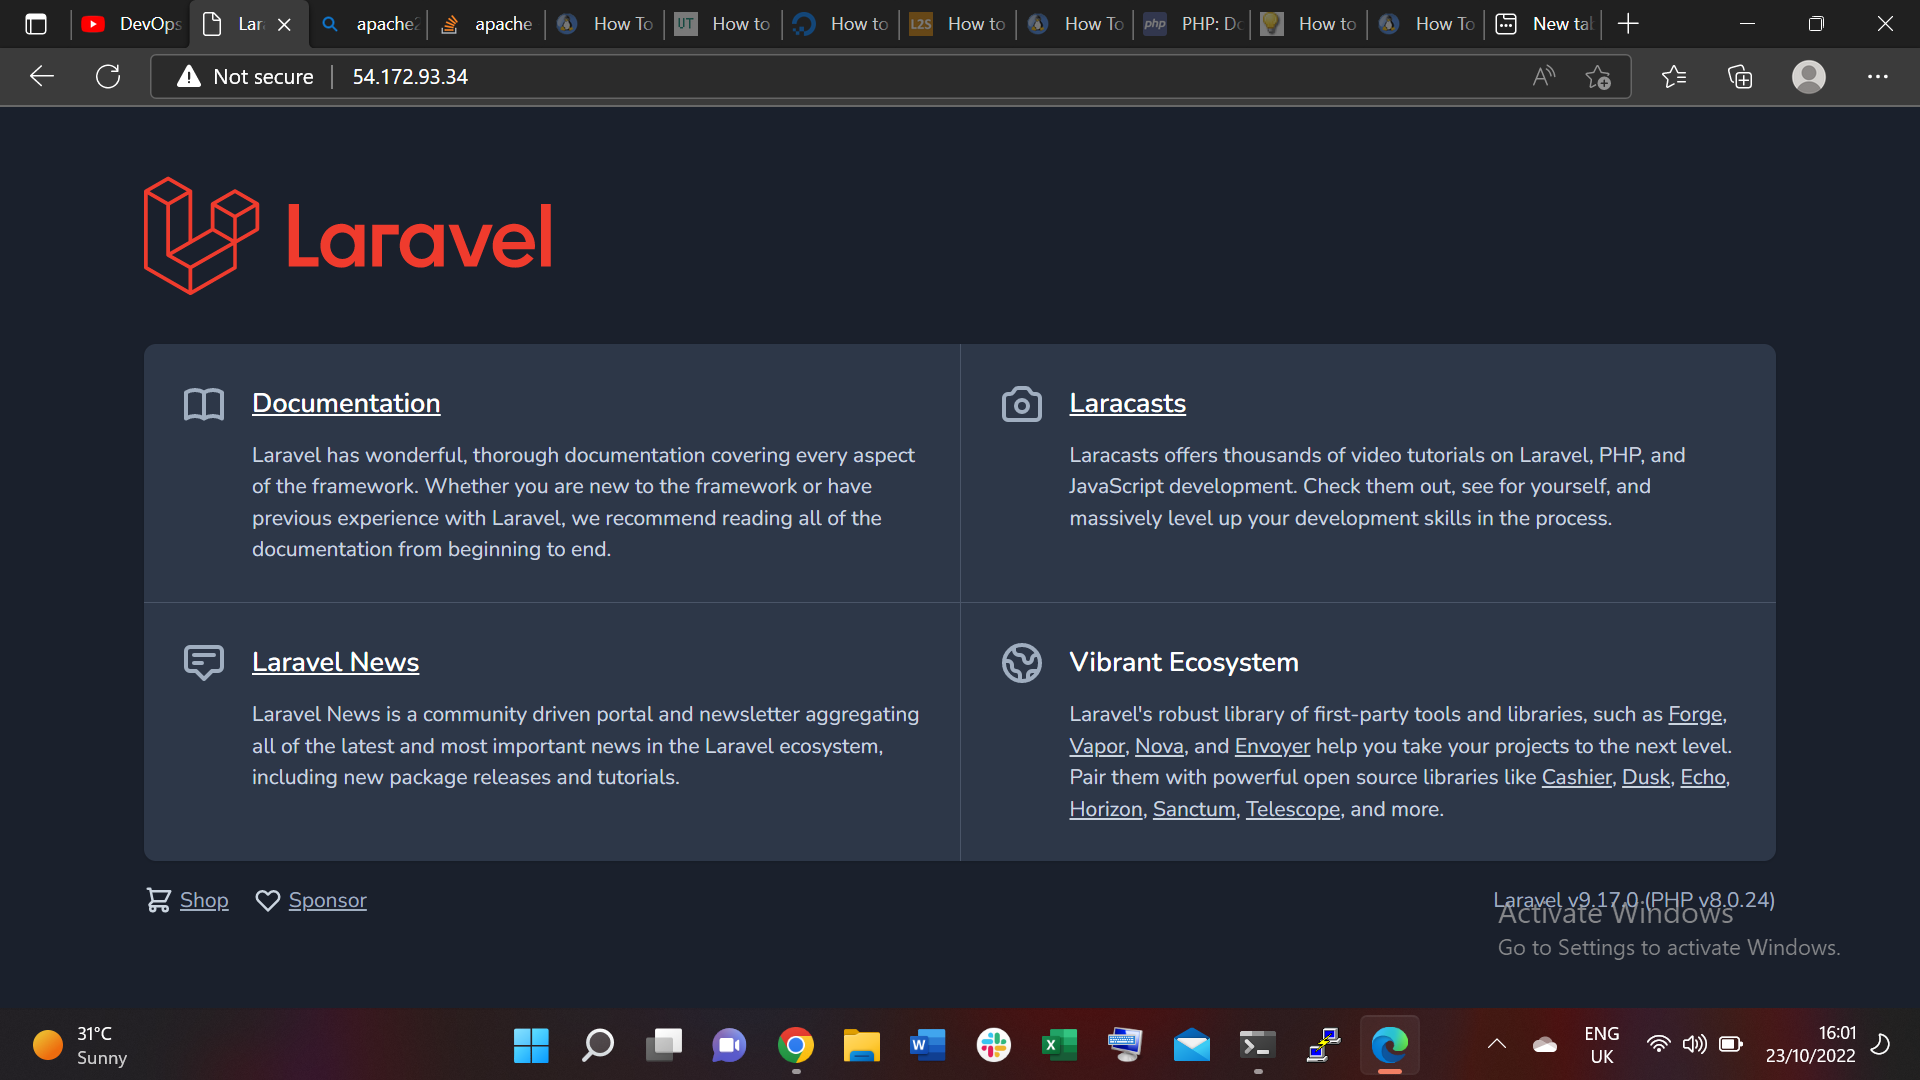 DevOps
Lar
apache2
apache
How To
UT
How to
How to
L2S
How to
How To
php
PHP: Do
How to
How To
New tab
Not secure
54.172.93.34
Laravel
Documentation
Laravel has wonderful, thorough documentation covering every aspect
of the framework. Whether you are new to the framework or have
previous experience with Laravel, we recommend reading all of the
documentation from beginning to end.
Laracasts
Laracasts offers thousands of video tutorials on Laravel, PHP, and
JavaScript development. Check them out, see for yourself, and
massively level up your development skills in the process.
Laravel News
Laravel News is a community driven portal and newsletter aggregating
all of the latest and most important news in the Laravel ecosystem,
including new package releases and tutorials.
Vibrant Ecosystem
Laravel's robust library of first-party tools and libraries, such as Forge,
Vapor, Nova, and Envoyer help you take your projects to the next level.
Pair them with powerful open source libraries like Cashier, Dusk, Echo,
Horizon, Sanctum, Telescope, and more.
Shop
Sponsor
Laravel v9.17.0 (PHP v8.0.24)
Activate Windows
Go to Settings to activate Windows.
31°C
Sunny
ENG
UK
16:01
23/10/2022